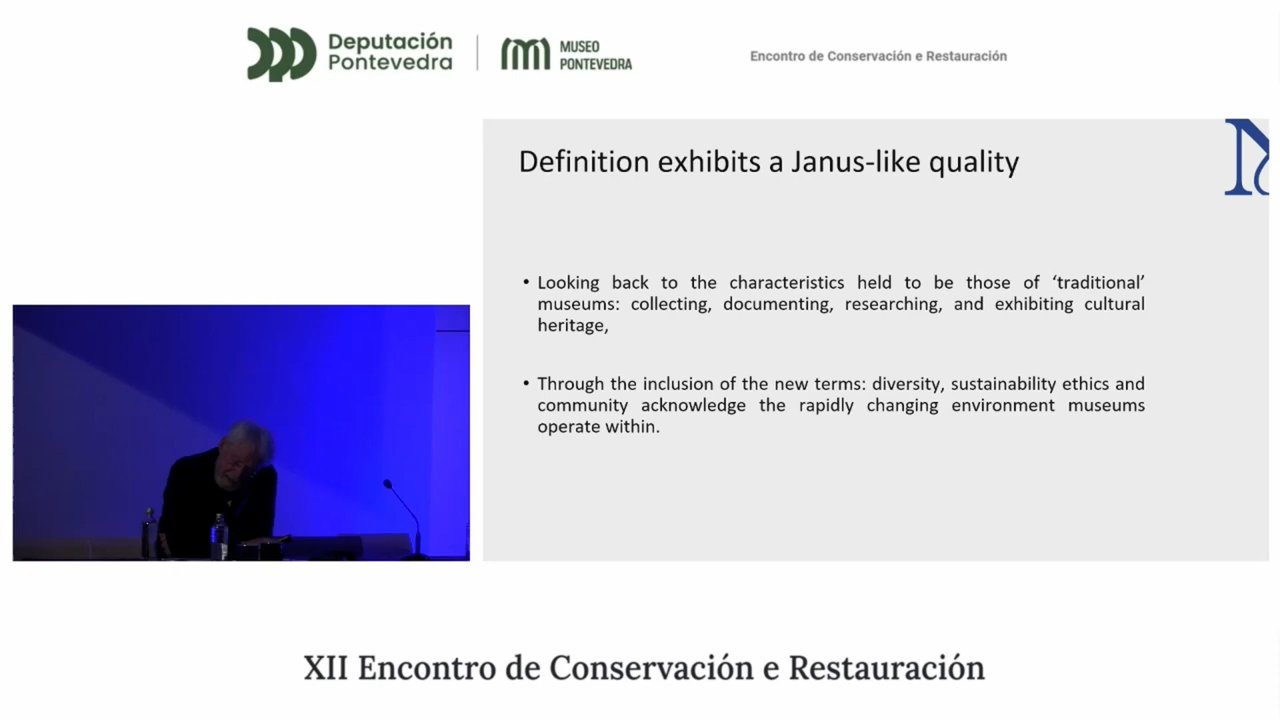 Deputación
Pontevedra
MUSEO
PONTEVEDRA
Encontro de Conservación e Restauración
Definition exhibits a Janus-like quality
• Looking back to the characteristics held to be those of ‘traditional’
museums: collecting, documenting, researching, and exhibiting cultural
heritage,
• Through the inclusion of the new terms: diversity, sustainability ethics and
community acknowledge the rapidly changing environment museums
operate within.
XII Encontro de Conservación e Restauración